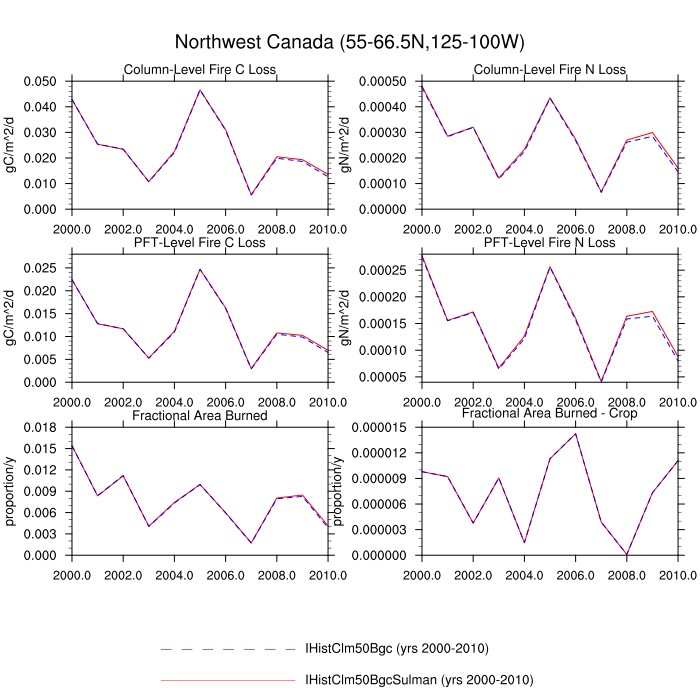 Northwest Canada (55-66.5N,125-100W)
Column-Level Fire C Loss
gC/m^2/d
0.050
0.040
0.030
0.020
0.010
0.000
2000.0 2002.0 2004.0 2006.0 2008.0 2010.0
Column-Level Fire N Loss
gN/m^2/d
0.00050
0.00040
0.00030
0.00020
0.00010
0.00000
2000.0 2002.0 2004.0 2006.0 2008.0 2010.0
PFT-Level Fire C Loss
gC/m^2/d
0.025
0.020
0.015
0.010
0.005
0.000
2000.0 2002.0 2004.0 2006.0 2008.0 2010.0
PFT-Level Fire N Loss
gN/m^2/d
0.00025
0.00020
0.00015
0.00010
0.00005
2000.0 2002.0 2004.0 2006.0 2008.0 2010.0
Fractional Area Burned
proportion/y
0.018
0.015
0.012
0.009
0.006
0.003
0.000
2000.0 2002.0 2004.0 2006.0 2008.0 2010.0
Fractional Area Burned - Crop
proportion/y
0.000015
0.000012
0.000009
0.000006
0.000003
0.000000
2000.0 2002.0 2004.0 2006.0 2008.0 2010.0
IHistClm50Bgc (yrs 2000-2010)
IHistClm50BgcSulman (yrs 2000-2010)